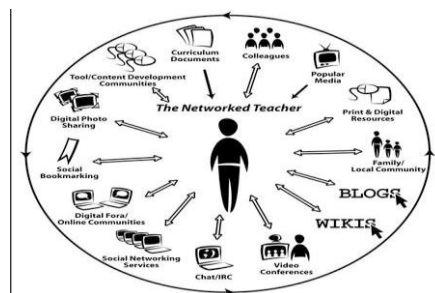 Curriculum
Documents
Colleagues
Popular
Media
Tool/Content Development
Communities
The Networked Teacher
Print & Digital
Resources
Digital Photo
Sharing
Family/
Local Community
Social
Bookmarking
BLOGS
Digital Fora/
Online Communities
WIKIS
Social Networking
Services
Chat/IRC
Video
Conferences